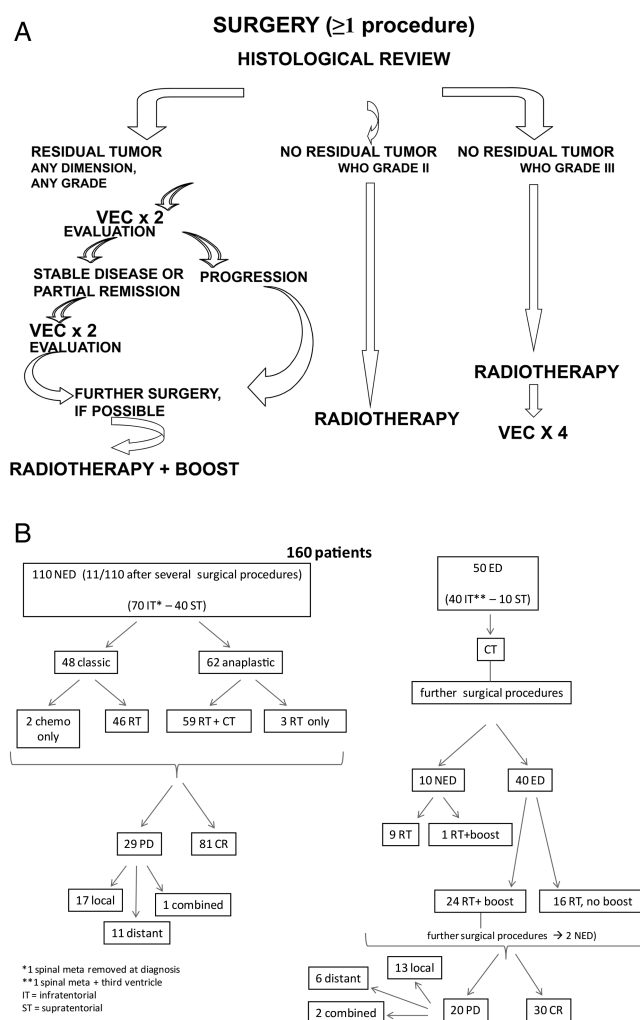 A
SURGERY (≥1 procedure)
HISTOLOGICAL REVIEW
RESIDUAL TUMOR
ANY DIMENSION,
ANY GRADE
NO RESIDUAL TUMOR
WHO GRADE II
NO RESIDUAL TUMOR
WHO GRADE III
VEC x 2
EVALUATION
STABLE DISEASE OR
PARTIAL REMISSION
PROGRESSION
VEC x 2
EVALUATION
FURTHER SURGERY,
IF POSSIBLE
RADIOTHERAPY + BOOST
RADIOTHERAPY
RADIOTHERAPY
VEC X 4
B
160 patients
110 NED (11/110 after several surgical procedures)
(70 IT* – 40 ST)
48 classic
62 anaplastic
2 chemo
only
46 RT
59 RT + CT
3 RT only
29 PD
81 CR
17 local
1 combined
11 distant
*1 spinal meta removed at diagnosis
**1 spinal meta + third ventricle
IT = infratentorial
ST = supratentorial
50 ED
(40 IT** – 10 ST)
CT
further surgical procedures
10 NED
40 ED
9 RT
1 RT+boost
24 RT+ boost
16 RT, no boost
further surgical procedures → 2 NED)
13 local
6 distant
2 combined
20 PD
30 CR